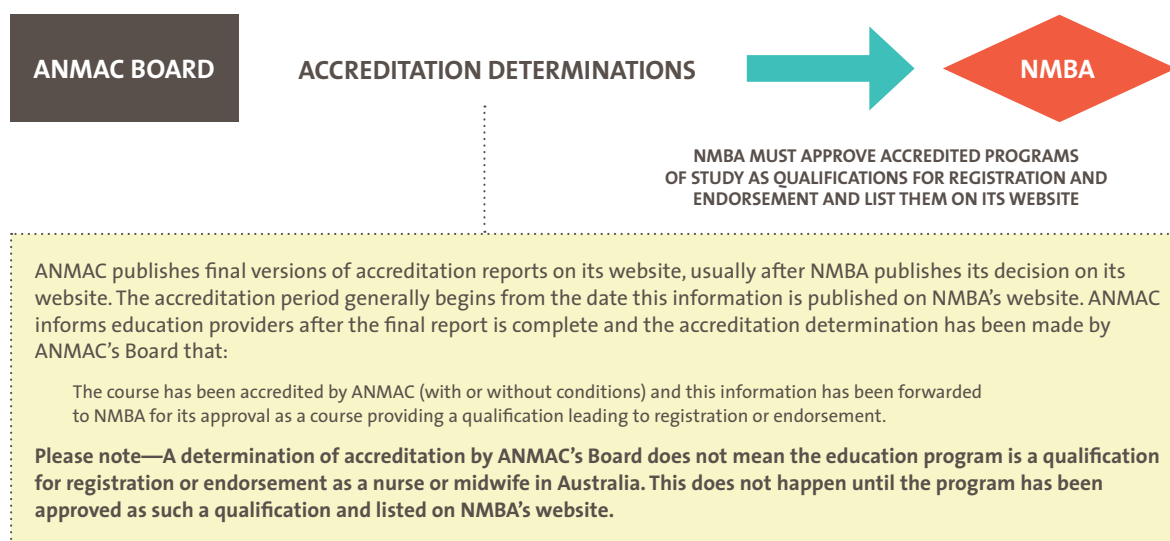 ANMAC BOARD
ACCREDITATION DETERMINATIONS
NMBA
NMBA MUST APPROVE ACCREDITED PROGRAMS
OF STUDY AS QUALIFICATIONS FOR REGISTRATION AND
ENDORSEMENT AND LIST THEM ON ITS WEBSITE
ANMAC publishes final versions of accreditation reports on its website, usually after NMBA publishes its decision on its
website. The accreditation period generally begins from the date this information is published on NMBA's website. ANMAC
informs education providers after the final report is complete and the accreditation determination has been made by
ANMAC's Board that:
The course has been accredited by ANMAC (with or without conditions) and this information has been forwarded
to NMBA for its approval as a course providing a qualification leading to registration or endorsement.
Please note—A determination of accreditation by ANMAC's Board does not mean the education program is a qualification
for registration or endorsement as a nurse or midwife in Australia. This does not happen until the program has been
approved as such a qualification and listed on NMBA's website.